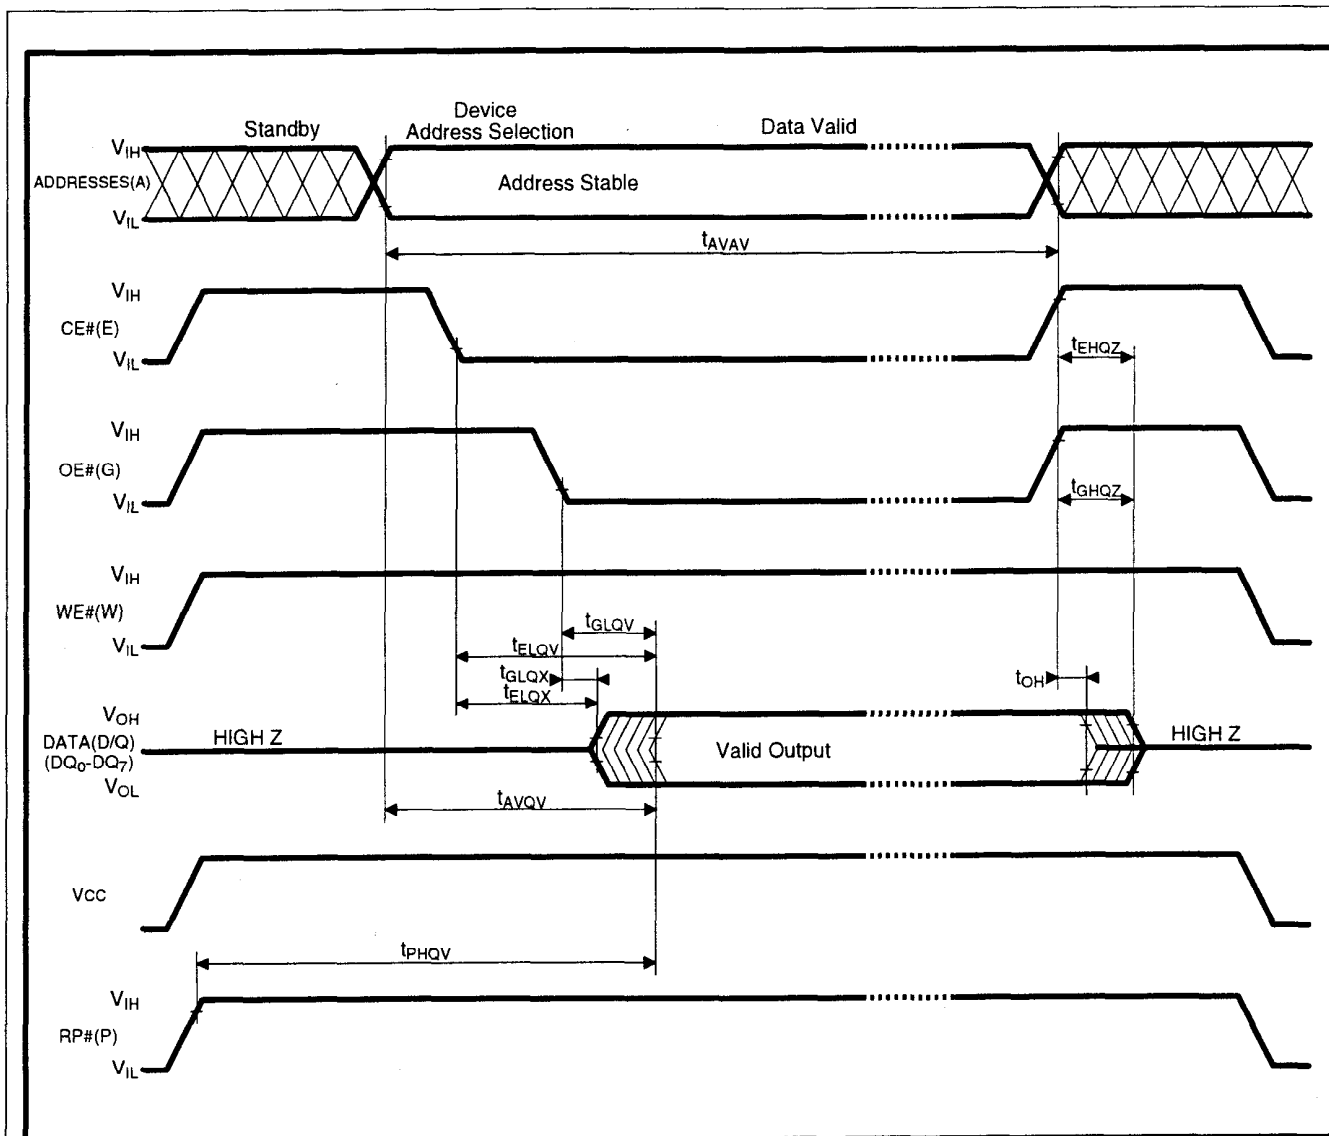 Device
Standby Address Selection Data Valid
VIH
ADDRESSES(A) Address Stable
VIL
tAVAV
VIH
CE#(E)
VIL
tEHQZ
VIH
OE#(G)
VIL
tGHQZ
VIH
WE#(W)
VIL
tGLQV
tELQV
tGLQX
tELQX
tOH
VOH
DATA(D/Q) HIGH Z Valid Output HIGH Z
(DQ0-DQ7)
VOL
tAVQV
VCC
tPHQV
VIH
RP#(P)
VIL